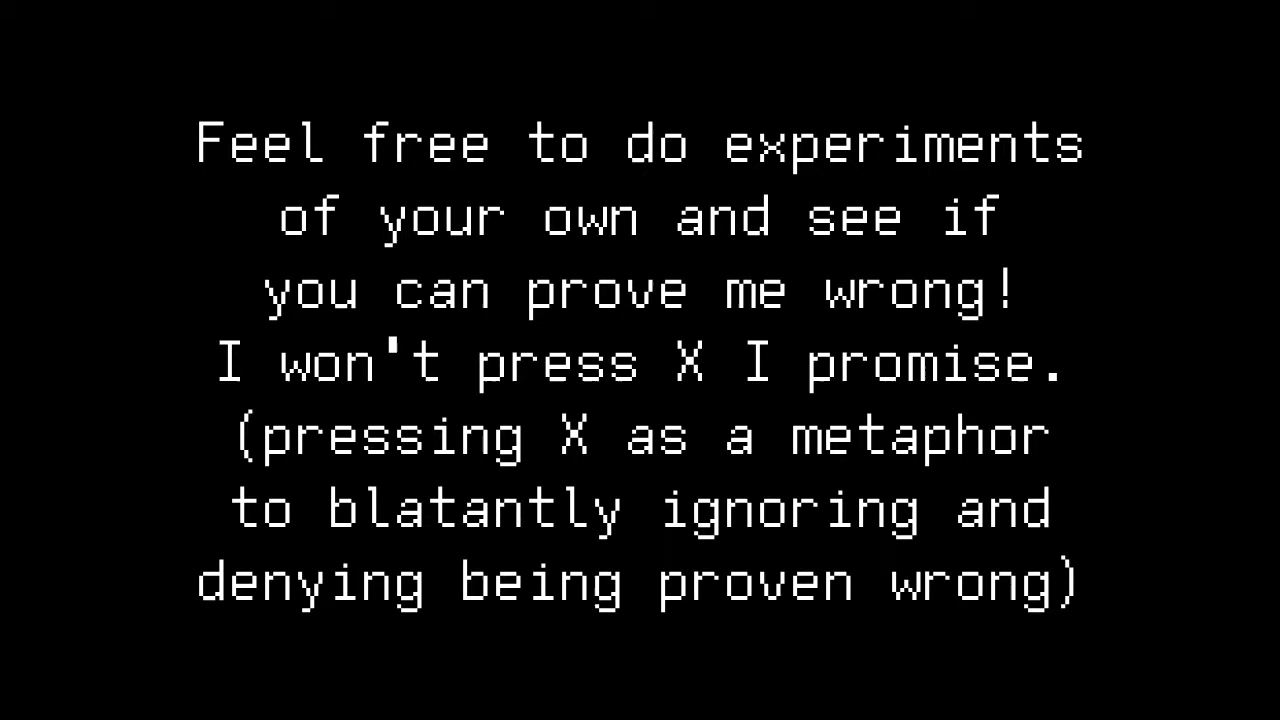 Feel free to do experiments
of your own and see if
you can prove me wrong!
I won't press X I promise.
(pressing X as a metaphor
to blatantly ignoring and
denying being proven wrong)